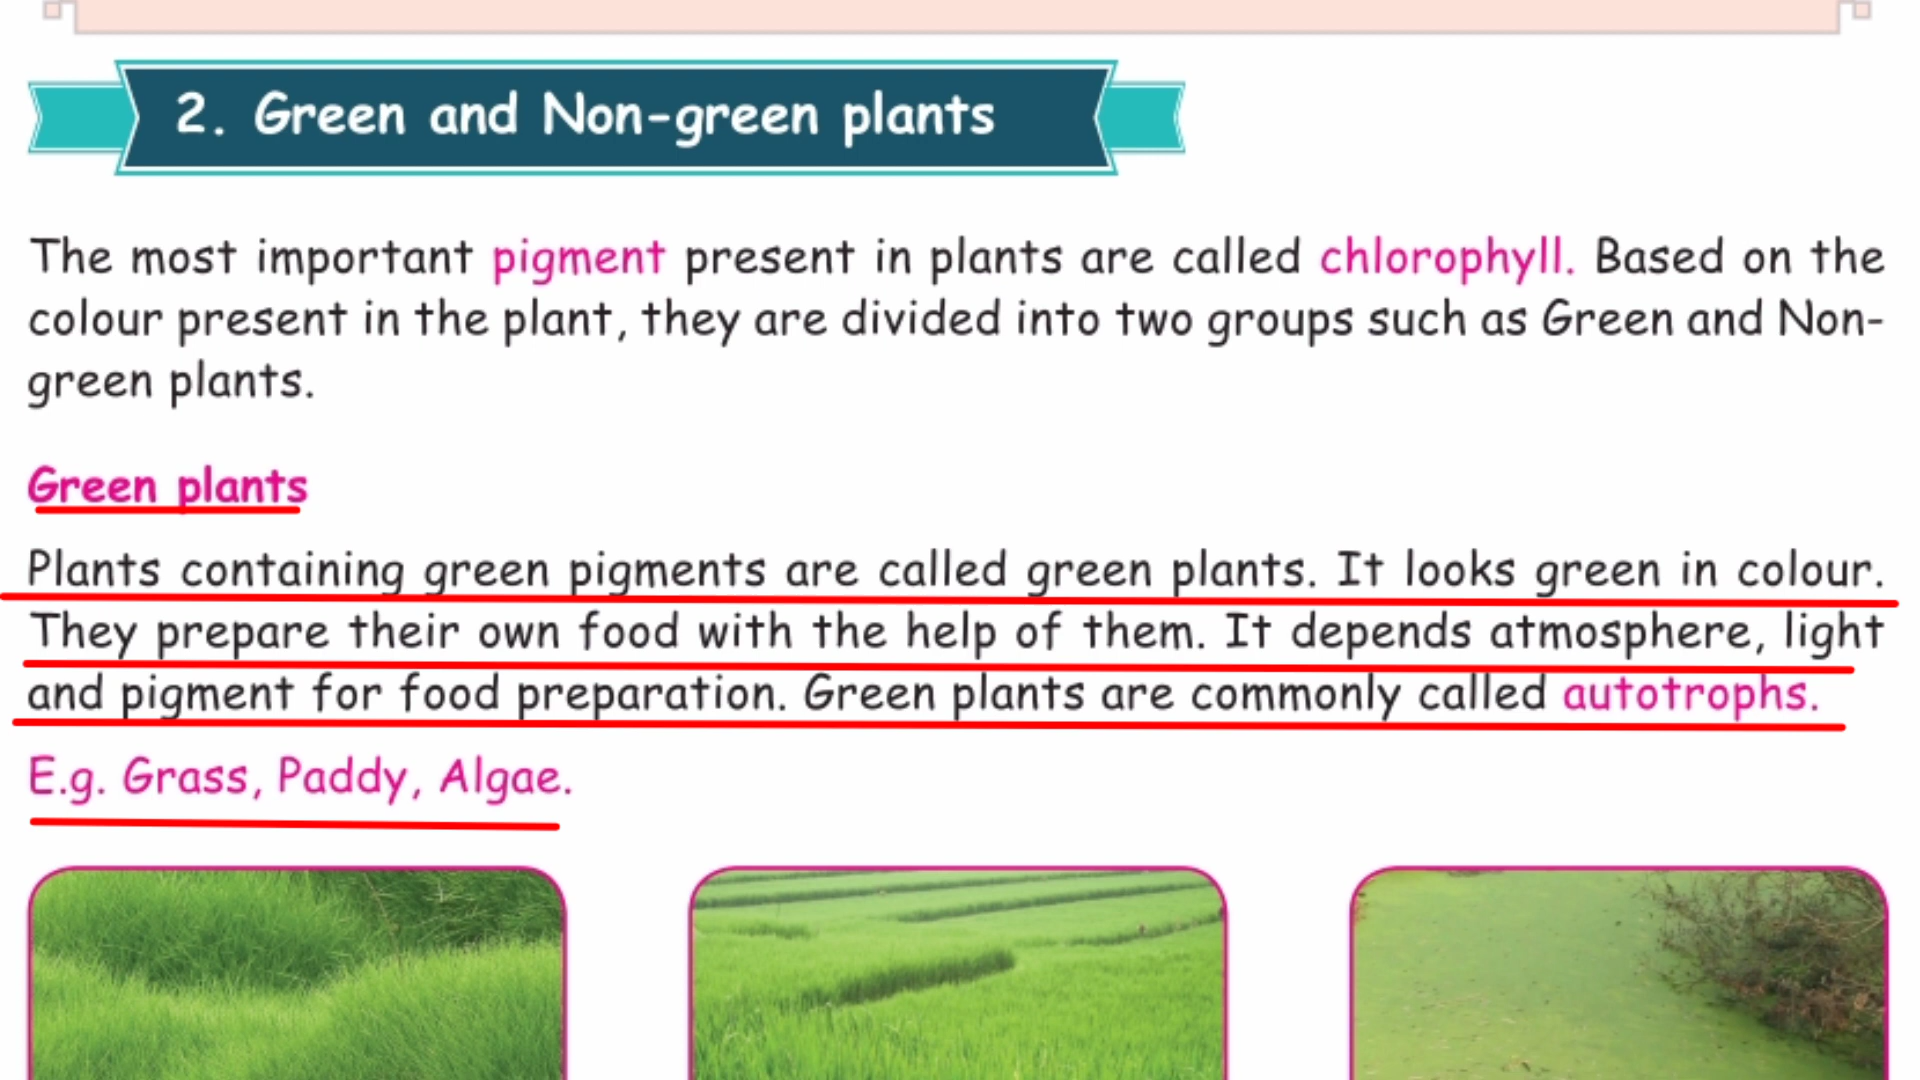 2. Green and Non-green plants
The most important pigment present in plants are called chlorophyll. Based on the
colour present in the plant, they are divided into two groups such as Green and Non-
green plants.
Green plants
Plants containing green pigments are called green plants. It looks green in colour.
They prepare their own food with the help of them. It depends atmosphere, light
and pigment for food preparation. Green plants are commonly called autotrophs.
E.g. Grass, Paddy, Algae.